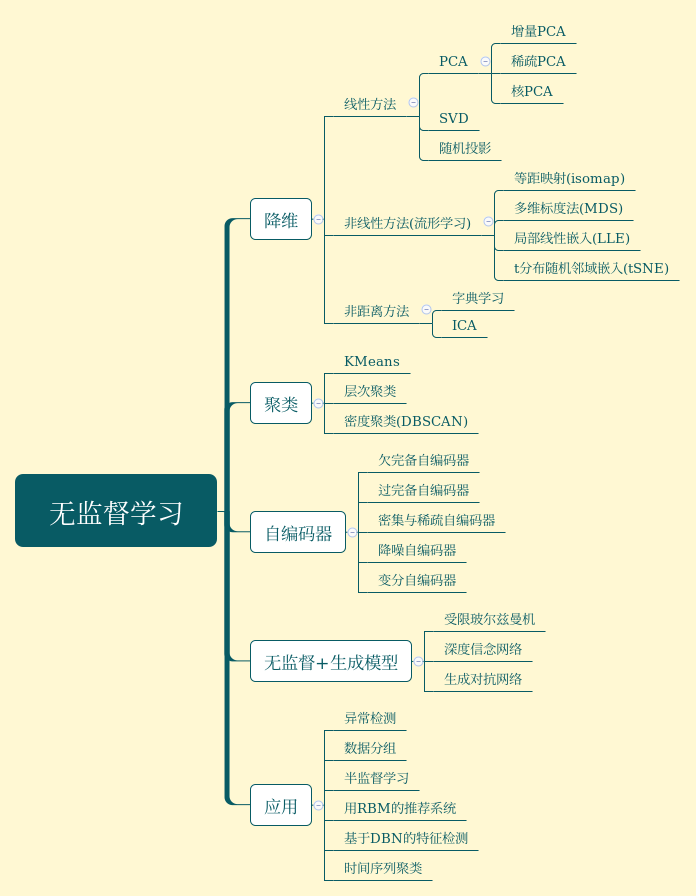 无监督学习
降维
线性方法
PCA
增量PCA
稀疏PCA
核PCA
SVD
随机投影
非线性方法(流形学习)
等距映射(isomap)
多维标度法(MDS)
局部线性嵌入(LLE)
t分布随机邻域嵌入(tSNE)
非距离方法
字典学习
ICA
聚类
KMeans
层次聚类
密度聚类(DBSCAN)
自编码器
欠完备自编码器
过完备自编码器
密集与稀疏自编码器
降噪自编码器
变分自编码器
无监督+生成模型
受限玻尔兹曼机
深度信念网络
生成对抗网络
应用
异常检测
数据分组
半监督学习
用RBM的推荐系统
基于DBN的特征检测
时间序列聚类